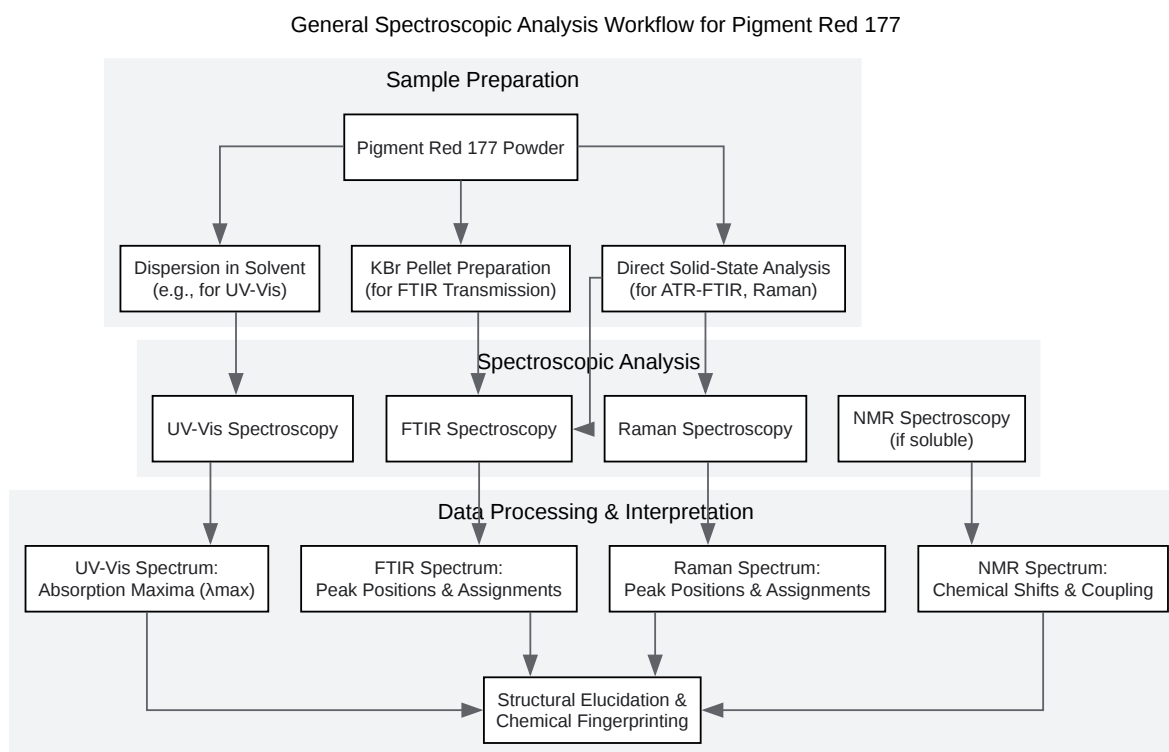 General Spectroscopic Analysis Workflow for Pigment Red 177
Sample Preparation
Pigment Red 177 Powder
Dispersion in Solvent
(e.g., for UV-Vis)
KBr Pellet Preparation
(for FTIR Transmission)
Direct Solid-State Analysis
(for ATR-FTIR, Raman)
Spectroscopic Analysis
UV-Vis Spectroscopy
FTIR Spectroscopy
Raman Spectroscopy
NMR Spectroscopy
(if soluble)
Data Processing & Interpretation
UV-Vis Spectrum:
Absorption Maxima (λmax)
FTIR Spectrum:
Peak Positions & Assignments
Raman Spectrum:
Peak Positions & Assignments
NMR Spectrum:
Chemical Shifts & Coupling
Structural Elucidation &
Chemical Fingerprinting